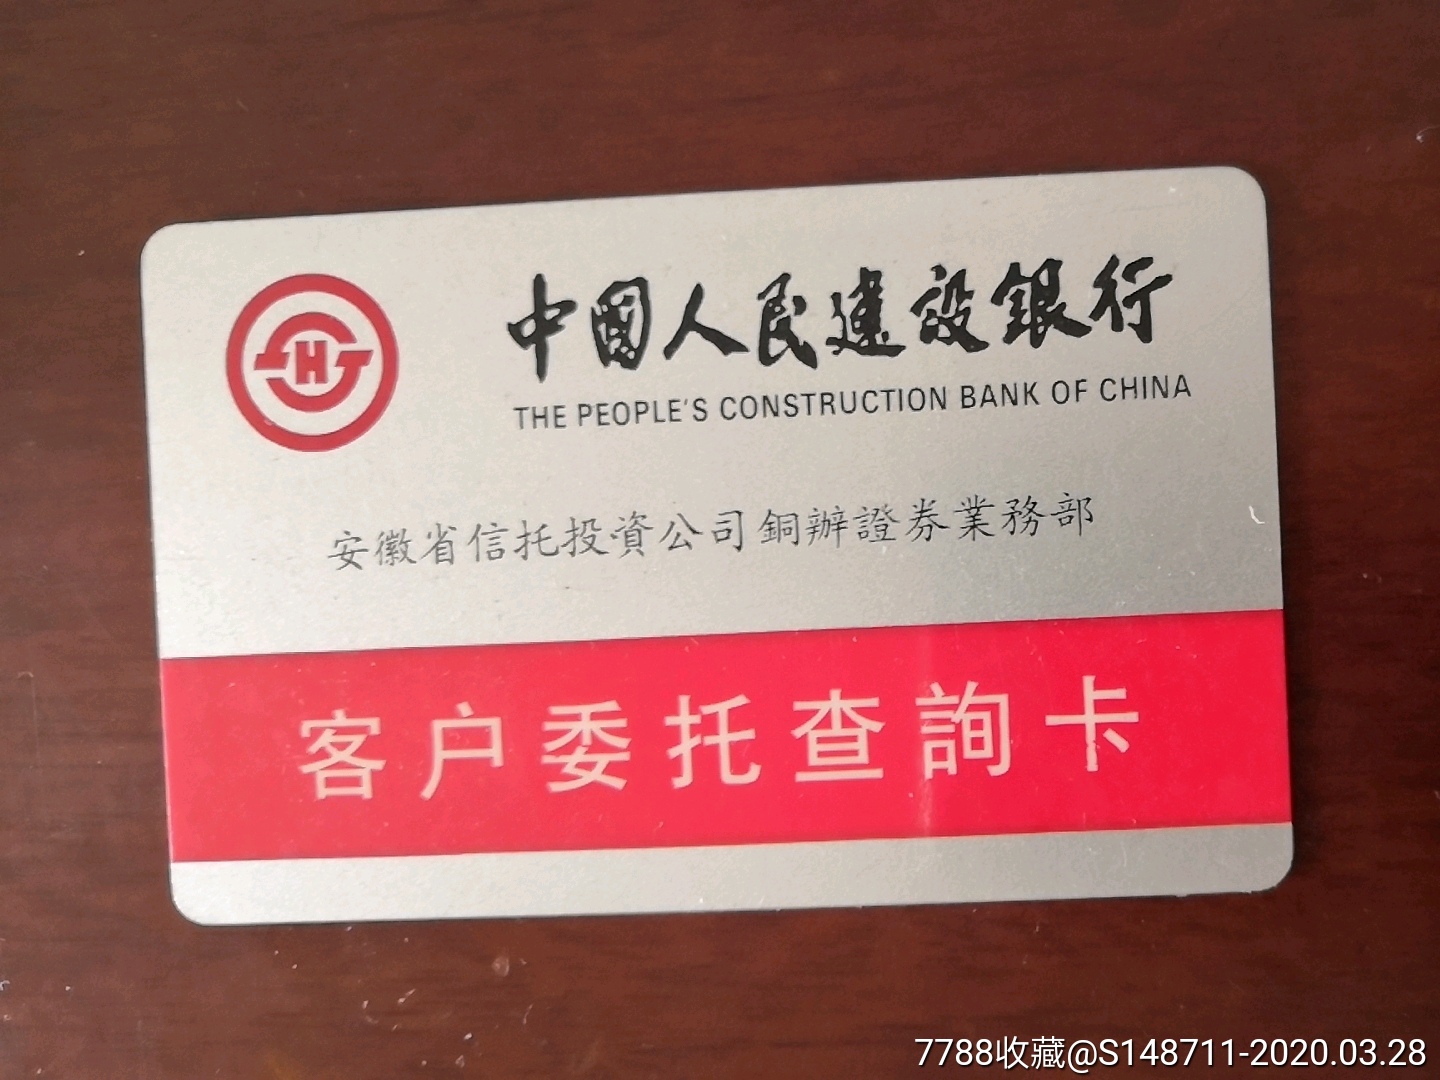 中國人民建設銀行
THE PEOPLE'S CONSTRUCTION BANK OF CHINA
安徽省信托投資公司銅辦證券業務部
客户委托查詢卡
7788收藏@S148711-2020.03.28